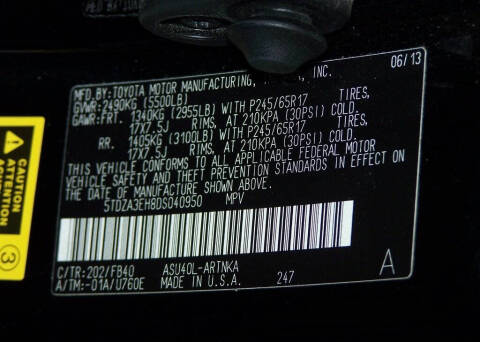 MFD.BY:TOYOTA MOTOR MANUFACTURING, INC. 06/13
GVWR:2490KG (5500LB)
GAWR:FRT. 1340KG (2955LB) WITH P245/65R17 TIRES,
17X7.5J RIMS, AT 210KPA (30PSI) COLD.
RR. 1405KG (3100LB) WITH P245/65R17 TIRES,
17X7.5J RIMS, AT 210KPA (30PSI) COLD.
THIS VEHICLE CONFORMS TO ALL APPLICABLE FEDERAL MOTOR
VEHICLE SAFETY AND THEFT PREVENTION STANDARDS IN EFFECT ON
THE DATE OF MANUFACTURE SHOWN ABOVE.
5TDZA3EH9DS040950 MPV
C/TR:202/FB40 ASU40L-ARTNKA
A/TM:-01A/U760E MADE IN U.S.A. 247 A
CAUTION
ATTENTION
3